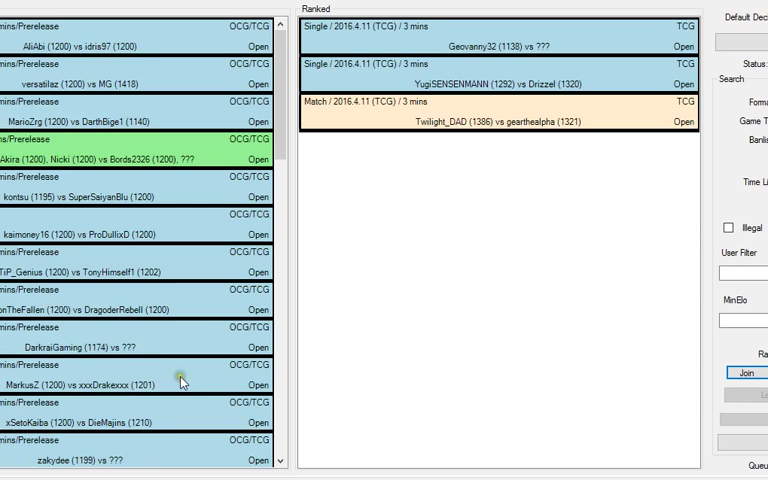 mins/Prerelease OCG/TCG
AliAbi (1200) vs idris97 (1200) Open
mins/Prerelease OCG/TCG
versatilaz (1200) vs MG (1418) Open
mins/Prerelease OCG/TCG
MarioZrg (1200) vs DarthBige1 (1140) Open
ns/Prerelease OCG/TCG
Akira (1200), Nicki (1200) vs Bords2326 (1200), ??? Open
mins/Prerelease OCG/TCG
kontsu (1195) vs SuperSaiyanBlu (1200) Open
OCG/TCG
kaimoney16 (1200) vs ProDullixD (1200) Open
mins/Prerelease OCG/TCG
TiP_Genius (1200) vs TonyHimself1 (1202) Open
mins/Prerelease OCG/TCG
onTheFallen (1200) vs DragoderRebell (1200) Open
mins/Prerelease OCG/TCG
DarkraiGaming (1174) vs ??? Open
mins/Prerelease OCG/TCG
MarkusZ (1200) vs xxxDrakexxx (1201) Open
mins/Prerelease OCG/TCG
xSetoKaiba (1200) vs DieMajins (1210) Open
mins/Prerelease OCG/TCG
zakydee (1199) vs ??? Open
Ranked
Single / 2016.4.11 (TCG) / 3 mins TCG
Geovanny32 (1138) vs ??? Open
Single / 2016.4.11 (TCG) / 3 mins TCG
YugiSENSENMANN (1292) vs Drizzel (1320) Open
Match / 2016.4.11 (TCG) / 3 mins TCG
Twilight_DAD (1386) vs gearthealpha (1321) Open
Default Deck
Status:
Search
Forma
Game T
Banlis
Time Li
Illegal
User Filter
MinElo
Ra
Join
Queu